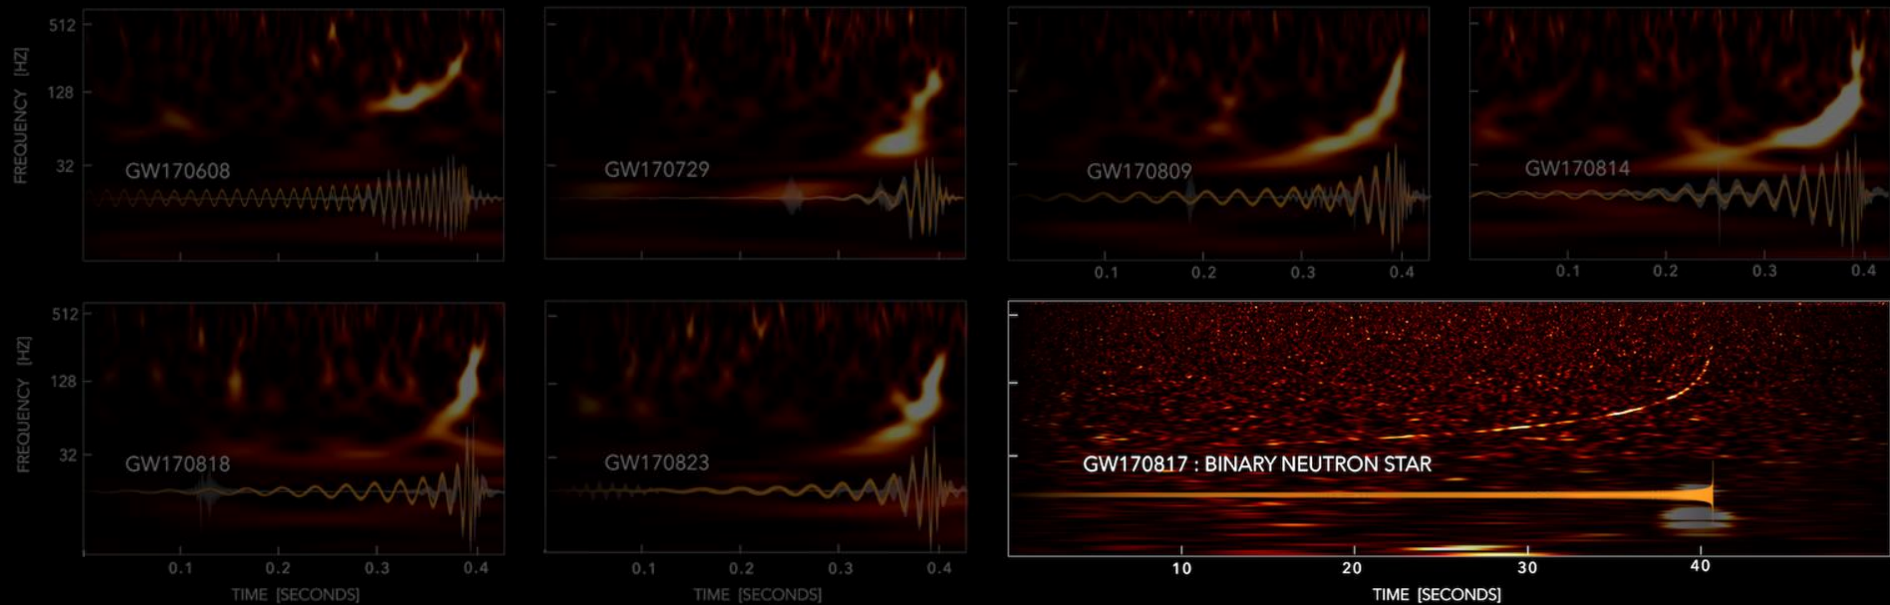 512
128
32
FREQUENCY [HZ]
GW170608
GW170729
GW170809
GW170814
0.1 0.2 0.3 0.4
0.1 0.2 0.3 0.4
512
128
32
FREQUENCY [HZ]
GW170818
GW170823
GW170817 : BINARY NEUTRON STAR
0.1 0.2 0.3 0.4
0.1 0.2 0.3 0.4
10 20 30 40
TIME [SECONDS]
TIME [SECONDS]
TIME [SECONDS]